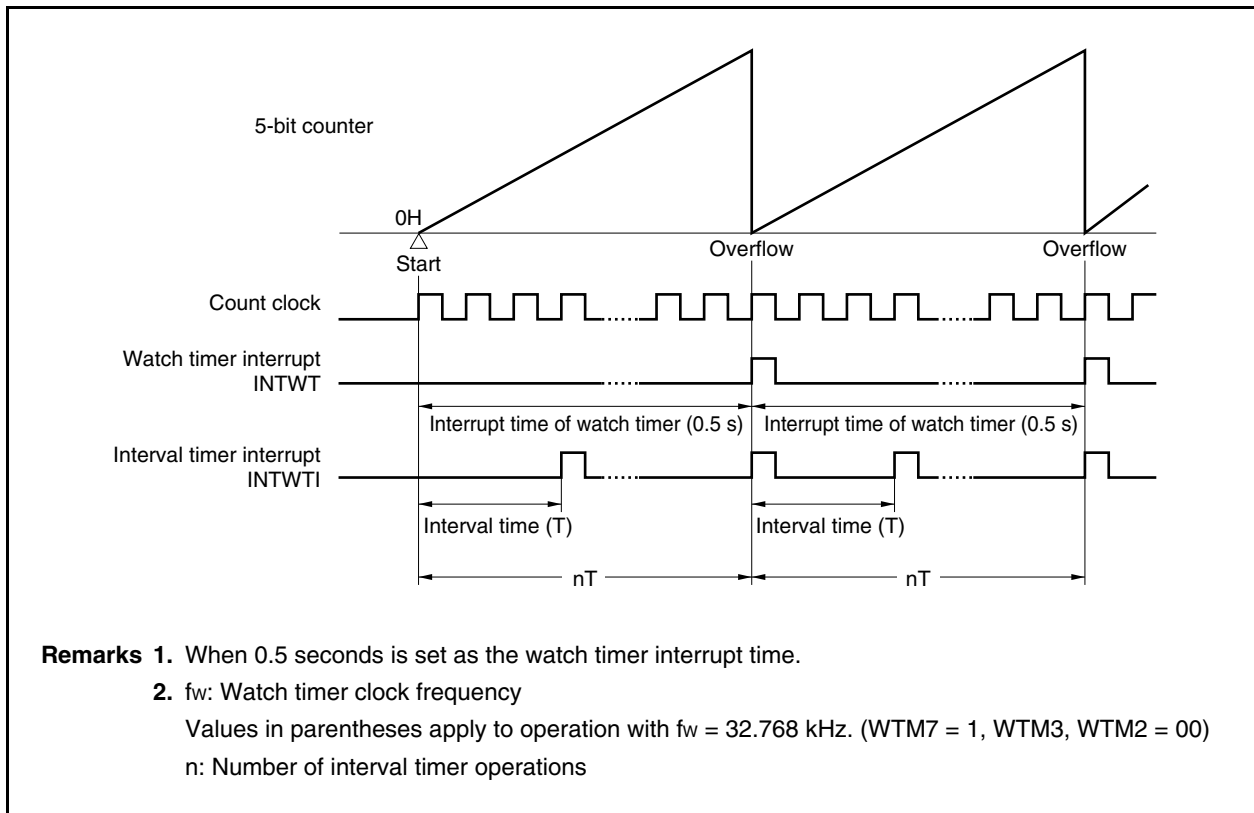 5-bit counter
0H
Start
Overflow
Overflow
Count clock
Watch timer interrupt
INTWT
Interrupt time of watch timer (0.5 s)
Interrupt time of watch timer (0.5 s)
Interval timer interrupt
INTWTI
Interval time (T)
Interval time (T)
nT
nT
Remarks 1. When 0.5 seconds is set as the watch timer interrupt time.
2. fw: Watch timer clock frequency
Values in parentheses apply to operation with fw = 32.768 kHz. (WTM7 = 1, WTM3, WTM2 = 00)
n: Number of interval timer operations